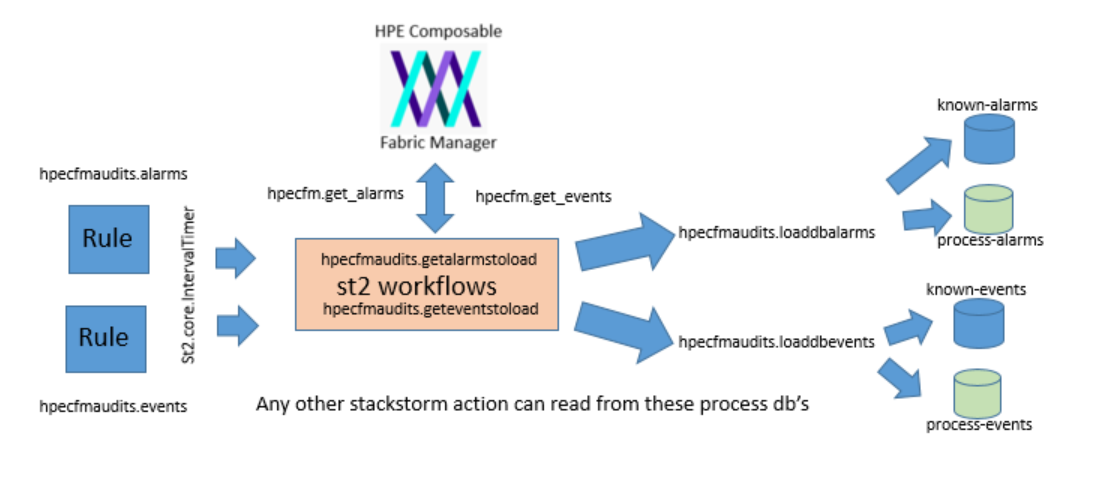 HPE Composable
Fabric Manager
hpecfmaudits.alarms
Rule
Rule
hpecfmaudits.events
St2.core.IntervalTimer
hpecfm.get_alarms
hpecfm.get_events
hpecfmaudits.getalarmstoload
st2 workflows
hpecfmaudits.geteventstoload
hpecfmaudits.loaddbalarms
hpecfmaudits.loaddbevents
known-alarms
process-alarms
known-events
process-events
Any other stackstorm action can read from these process db's